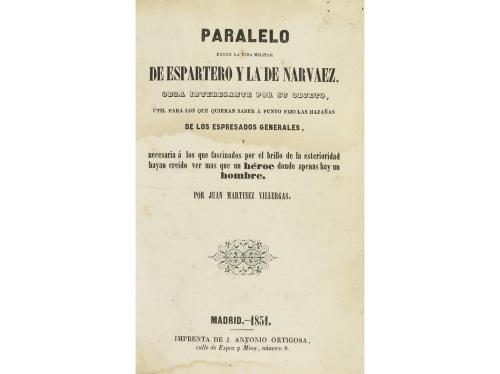 PARALELO
ENTRE LA VIDA MILITAR
DE ESPARTERO Y LA DE NARVAEZ.
OBRA INTERESANTE POR SU OBJETO,
ÚTIL PARA LOS QUE QUIERAN SABER Á PUNTO FIJO LAS HAZAÑAS
DE LOS ESPRESADOS GENERALES,
Y
necesaria á los que fascinados por el brillo de la esterioridad
hayan creido ver mas que un héroe donde apenas hay un
hombre.
POR JUAN MARTINEZ VILLERGAS.
MADRID.—1851.
IMPRENTA DE J. ANTONIO ORTIGOSA,
calle de Espoz y Mina, número 8.